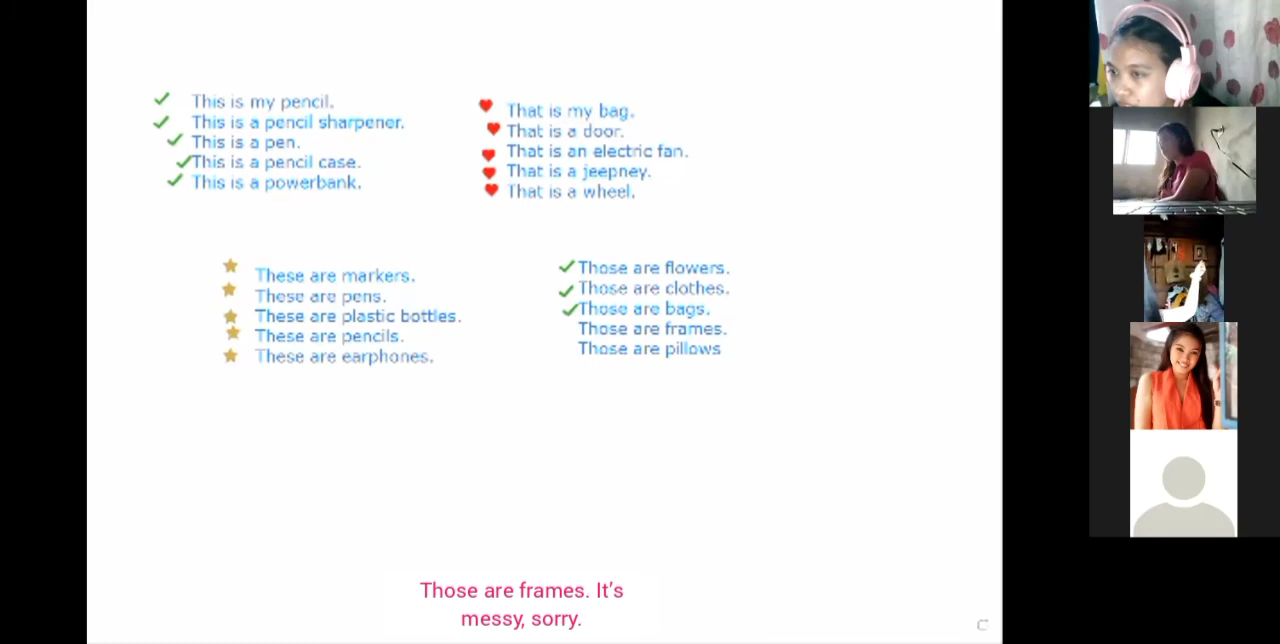 This is my pencil.
This is a pencil sharpener.
This is a pen.
This is a pencil case.
This is a powerbank.
That is my bag.
That is a door.
That is an electric fan.
That is a jeepney.
That is a wheel.
These are markers.
These are pens.
These are plastic bottles.
These are pencils.
These are earphones.
Those are flowers.
Those are clothes.
Those are bags.
Those are frames.
Those are pillows
Those are frames. It's
messy, sorry.